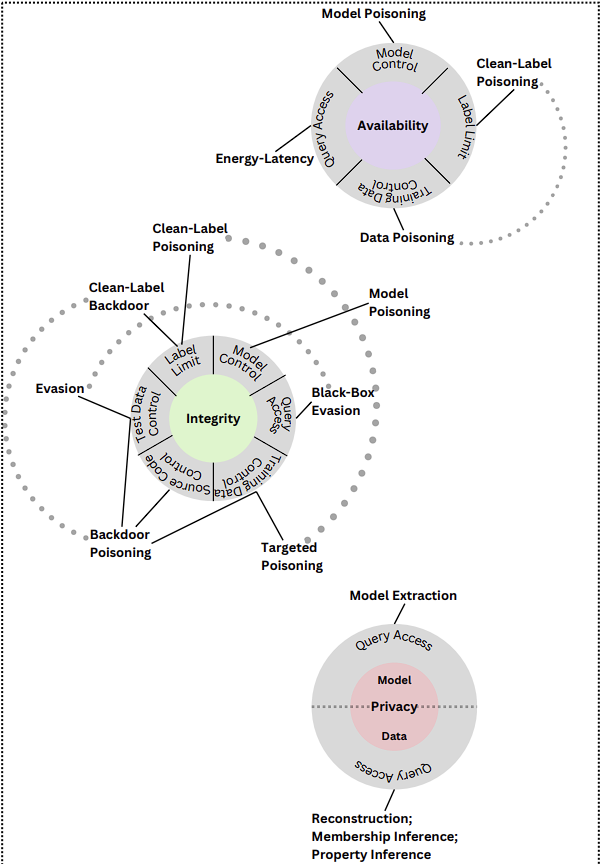 Model Poisoning
Model
Control
Clean-Label
Poisoning
Query Access
Availability
Label Limit
Energy-Latency
Training Data
Control
Data Poisoning
Clean-Label
Poisoning
Clean-Label
Backdoor
Model
Poisoning
Label
Limit
Model
Control
Evasion
Test Data
Control
Integrity
Query
Access
Black-Box
Evasion
Source Code
Control
Training Data
Control
Backdoor
Poisoning
Targeted
Poisoning
Model Extraction
Query Access
Model
Privacy
Data
Query Access
Reconstruction;
Membership Inference;
Property Inference